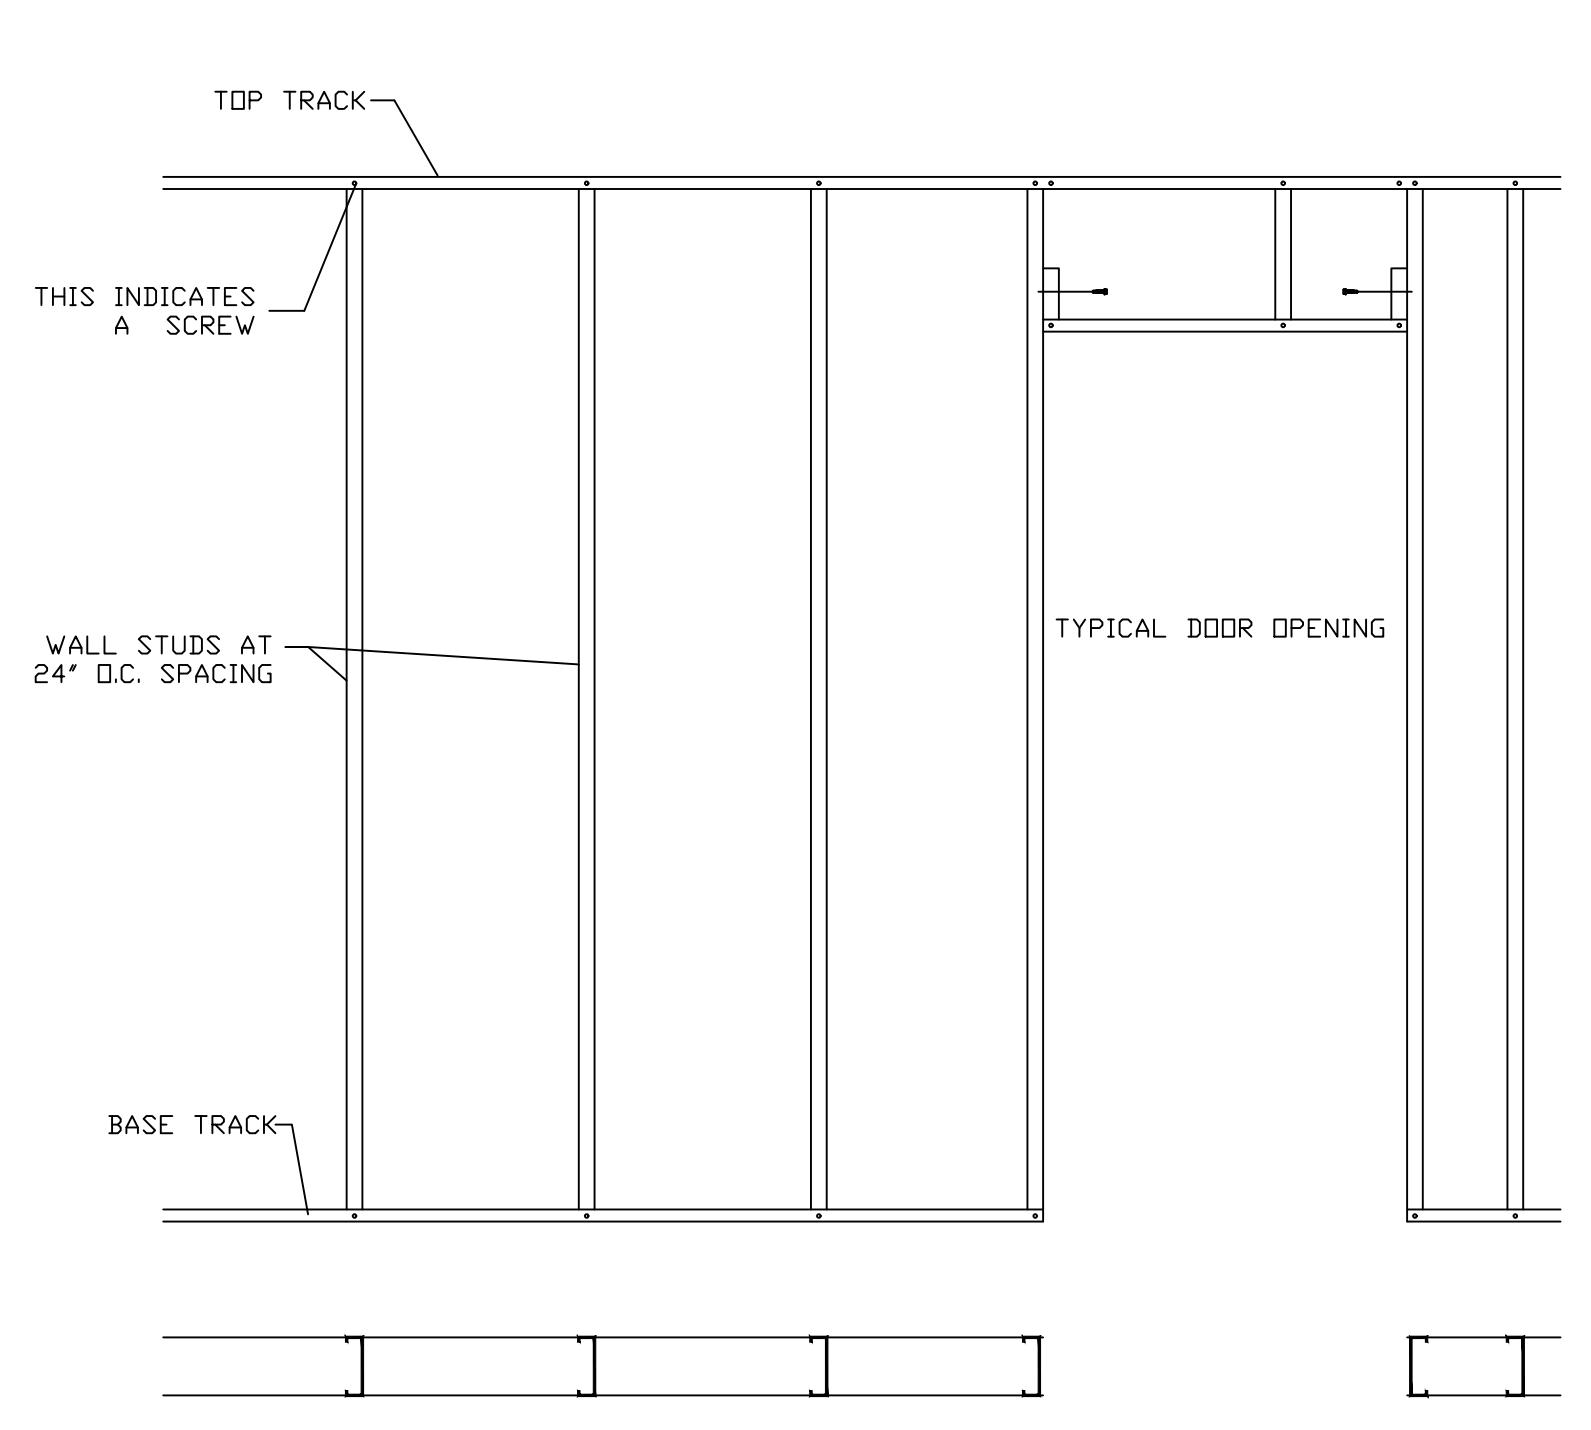 TOP TRACK
THIS INDICATES
A SCREW
WALL STUDS AT
24" O.C. SPACING
TYPICAL DOOR OPENING
BASE TRACK